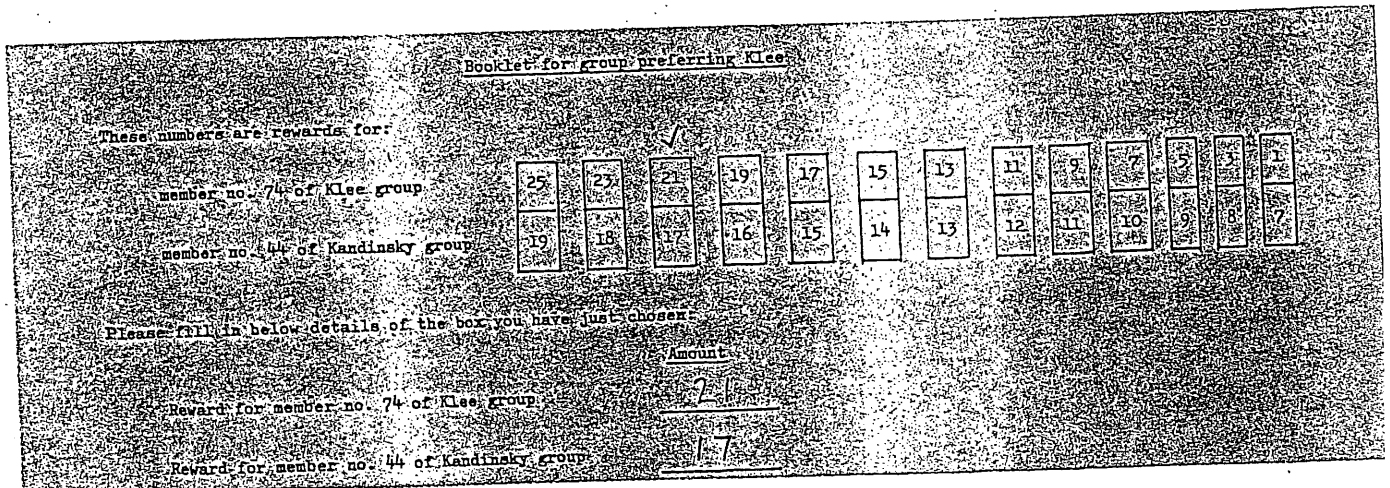 Booklet for group preferring Klee
These numbers are rewards for:
✓
member no. 74 of Klee group 25 23 21 19 17 15 13 11 9 7 5 3 1
member no. 44 of Kandinsky group 19 18 17 16 15 14 13 12 11 10 9 8 7
Please fill in below details of the box you have just chosen:
Amount
Reward for member no. 74 of Klee group 21
Reward for member no. 44 of Kandinsky group 17